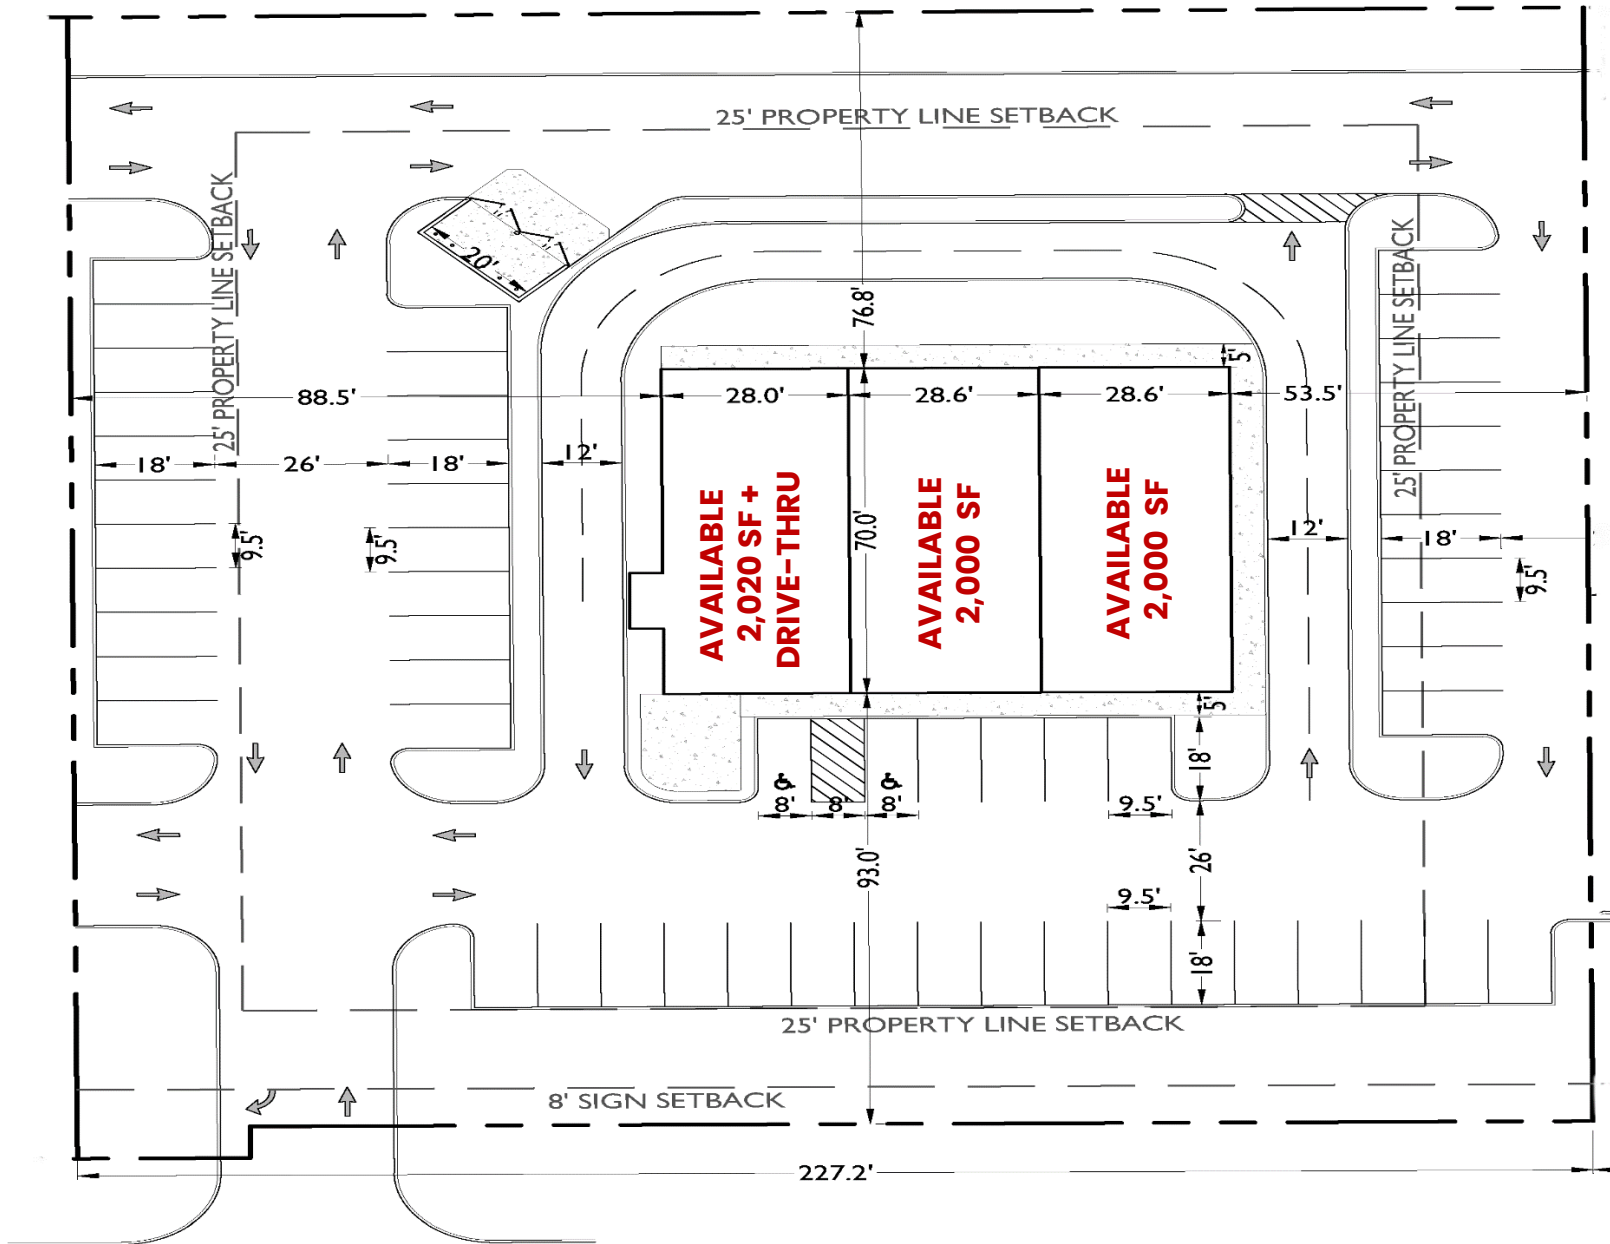 25' PROPERTY LINE SETBACK
25' PROPERTY LINE SETBACK
25' PROPERTY LINE SETBACK
20'
76.8'
5'
88.5'
28.0'
28.6'
28.6'
53.5'
18'
26'
18'
12'
AVAILABLE
2,020 SF +
DRIVE-THRU
AVAILABLE
2,000 SF
AVAILABLE
2,000 SF
70.0'
12'
18'
9.5'
9.5'
9.5'
5'
18'
8'
9.5'
93.0'
26'
9.5'
18'
25' PROPERTY LINE SETBACK
8' SIGN SETBACK
227.2'